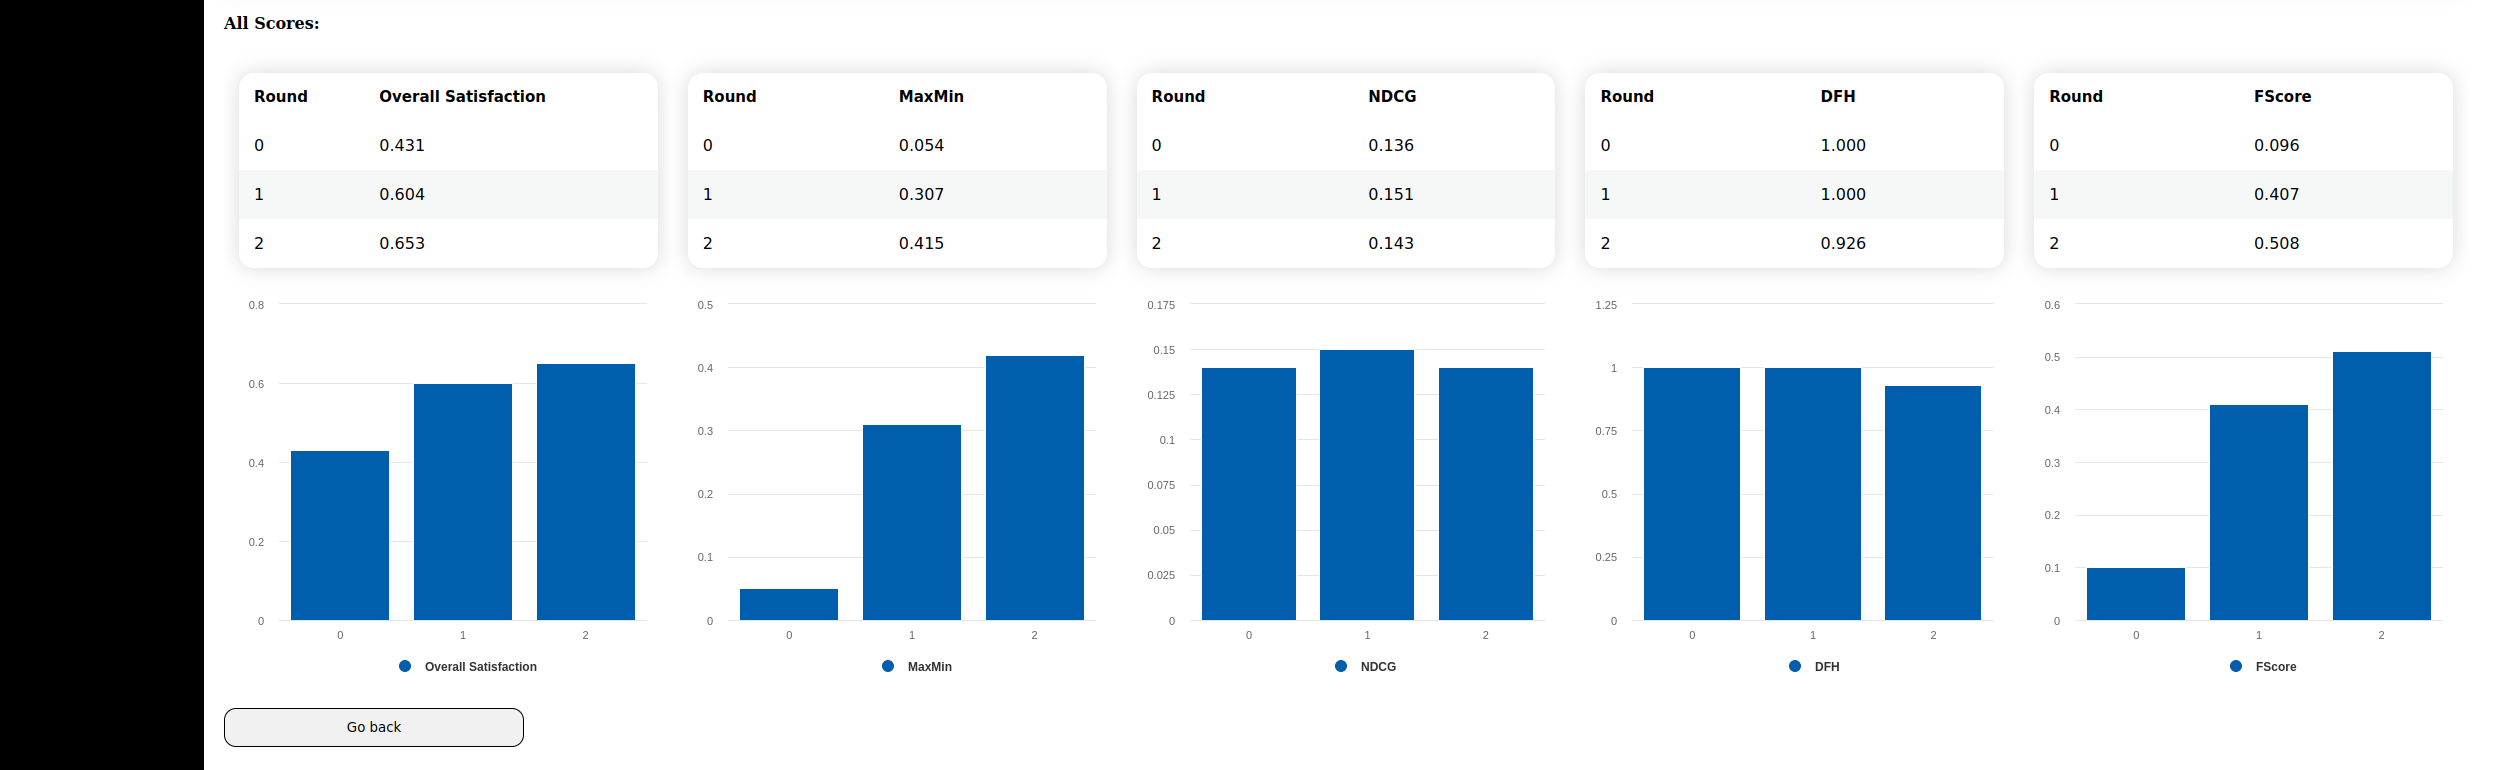 All Scores:
Round Overall Satisfaction
0 0.431
1 0.604
2 0.653
Round MaxMin
0 0.054
1 0.307
2 0.415
Round NDCG
0 0.136
1 0.151
2 0.143
Round DFH
0 1.000
1 1.000
2 0.926
Round FScore
0 0.096
1 0.407
2 0.508
0.8
0.6
0.4
0.2
0
0 1 2
Overall Satisfaction
0.5
0.4
0.3
0.2
0.1
0
0 1 2
MaxMin
0.175
0.15
0.125
0.1
0.075
0.05
0.025
0
0 1 2
NDCG
1.25
1
0.75
0.5
0.25
0
0 1 2
DFH
0.6
0.5
0.4
0.3
0.2
0.1
0
0 1 2
FScore
Go back